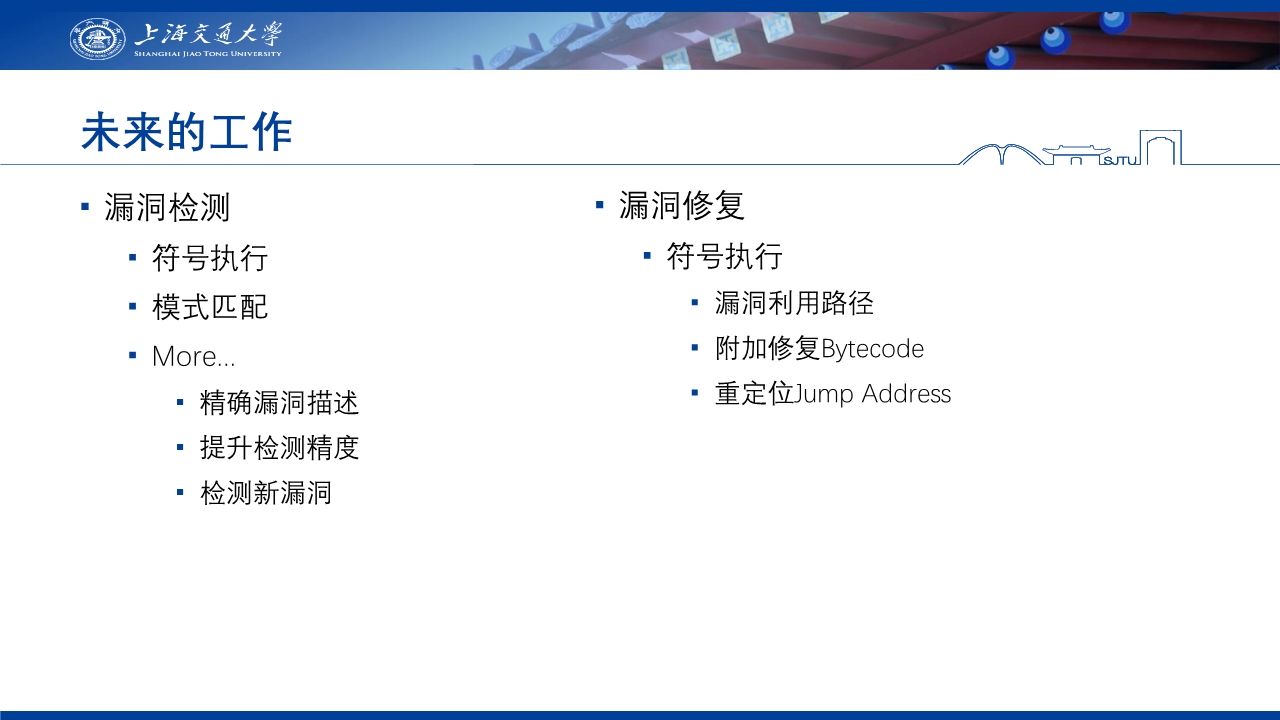 上海交通大学
SHANGHAI JIAO TONG UNIVERSITY
未来的工作
SJTU
漏洞检测
符号执行
模式匹配
More...
精确漏洞描述
提升检测精度
检测新漏洞
漏洞修复
符号执行
漏洞利用路径
附加修复Bytecode
重定位Jump Address